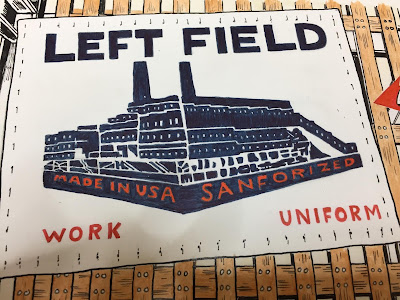 LEFT FIELD
MADE IN USA SANFORIZED
WORK UNIFORM